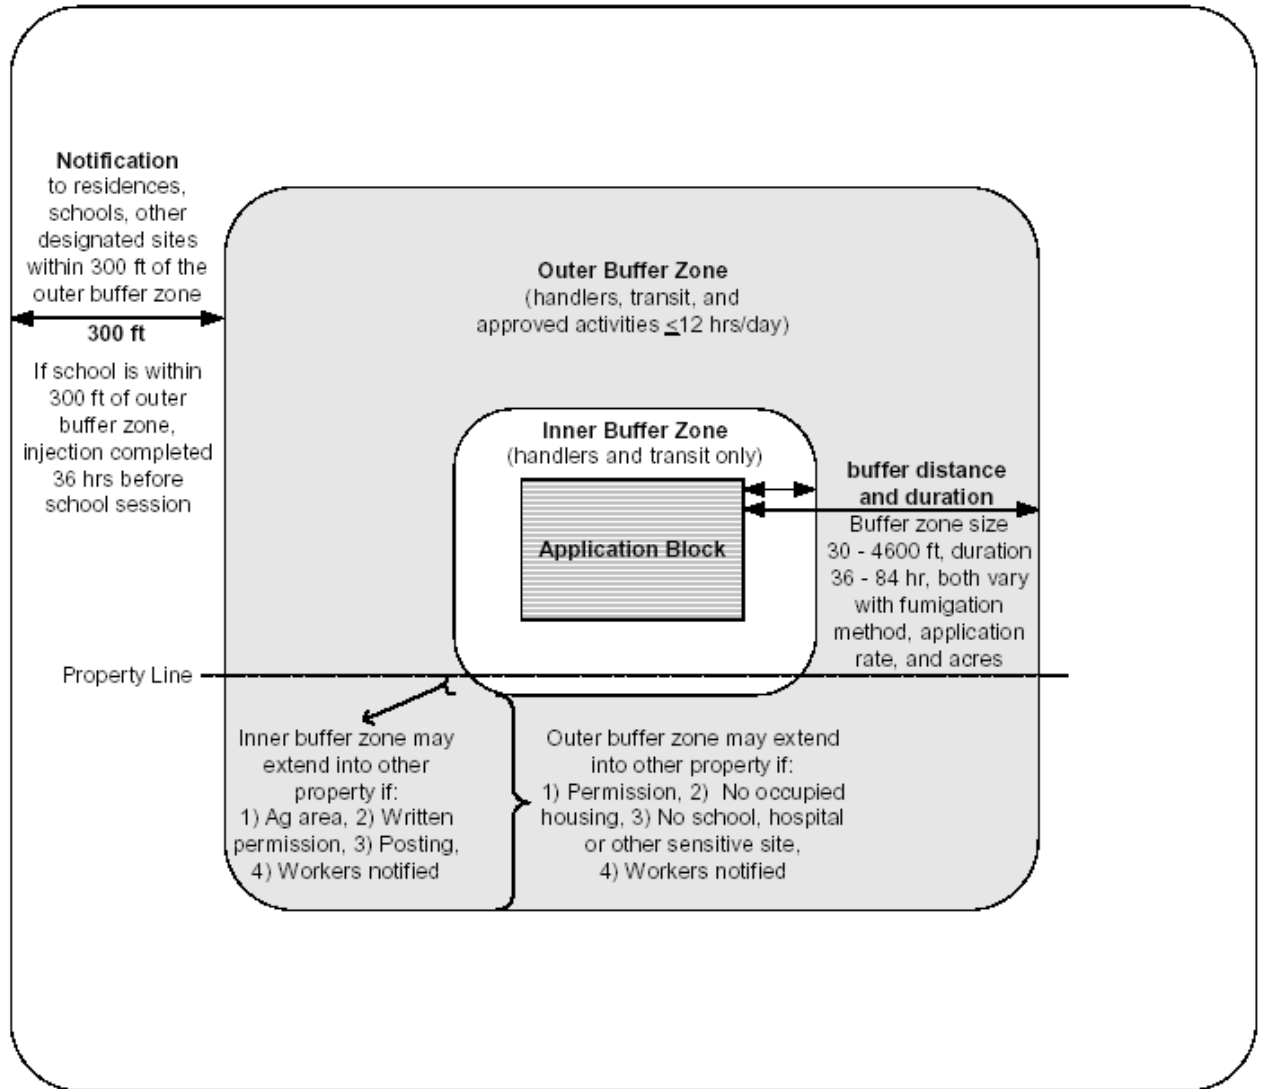 Notification
to residences,
schools, other
designated sites
within 300 ft of the
outer buffer zone
300 ft
If school is within
300 ft of outer
buffer zone,
injection completed
36 hrs before
school session
Outer Buffer Zone
(handlers, transit, and
approved activities ≤12 hrs/day)
Inner Buffer Zone
(handlers and transit only)
Application Block
buffer distance
and duration
Buffer zone size
30 - 4600 ft, duration
36 - 84 hr, both vary
with fumigation
method, application
rate, and acres
Property Line
Inner buffer zone may
extend into other
property if:
1) Ag area, 2) Written
permission, 3) Posting,
4) Workers notified
Outer buffer zone may extend
into other property if:
1) Permission, 2) No occupied
housing, 3) No school, hospital
or other sensitive site,
4) Workers notified